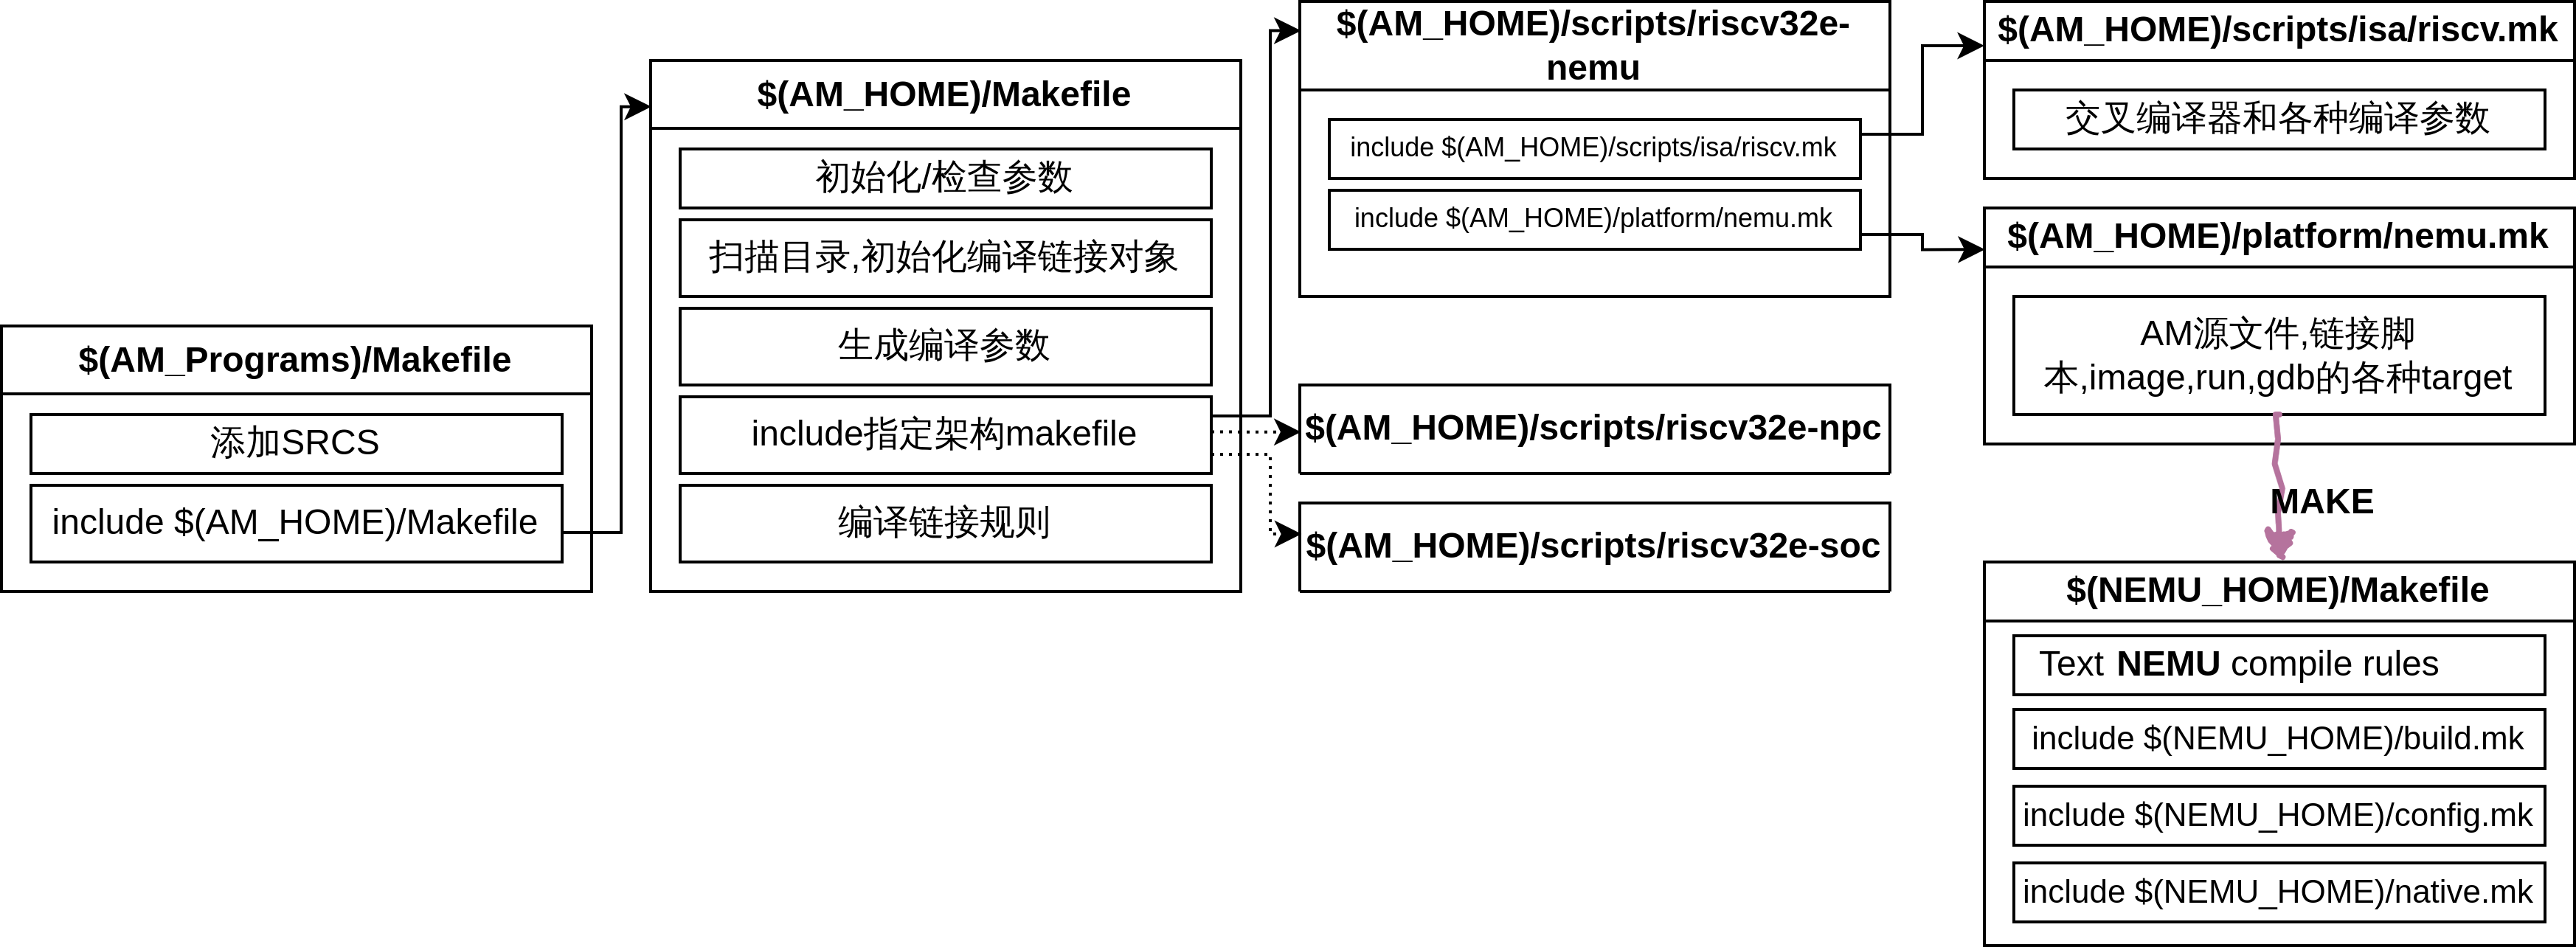 $(AM_Programs)/Makefile
添加SRCS
include $(AM_HOME)/Makefile
$(AM_HOME)/Makefile
初始化/检查参数
扫描目录,初始化编译链接对象
生成编译参数
include指定架构makefile
编译链接规则
$(AM_HOME)/scripts/riscv32e-
nemu
include $(AM_HOME)/scripts/isa/riscv.mk
include $(AM_HOME)/platform/nemu.mk
$(AM_HOME)/scripts/riscv32e-npc
$(AM_HOME)/scripts/riscv32e-soc
$(AM_HOME)/scripts/isa/riscv.mk
交叉编译器和各种编译参数
$(AM_HOME)/platform/nemu.mk
AM源文件,链接脚
本,image,run,gdb的各种target
MAKE
$(NEMU_HOME)/Makefile
Text NEMU compile rules
include $(NEMU_HOME)/build.mk
include $(NEMU_HOME)/config.mk
include $(NEMU_HOME)/native.mk